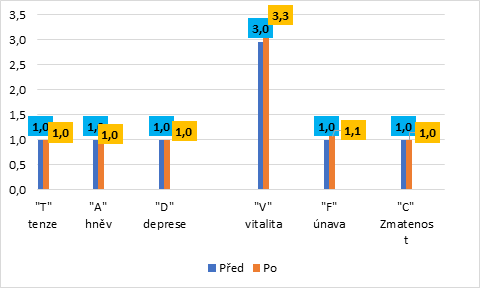 3,5
3,0
2,5
2,0
1,5
1,0
0,5
0,0
1,0 1,0 1,0 3,0 1,0 1,0
1,0 1,0 1,0 3,3 1,1 1,0
"T" "A" "D" "V" "F" "C"
tenze hněv deprese vitalita únava Zmatenos
t
Před Po